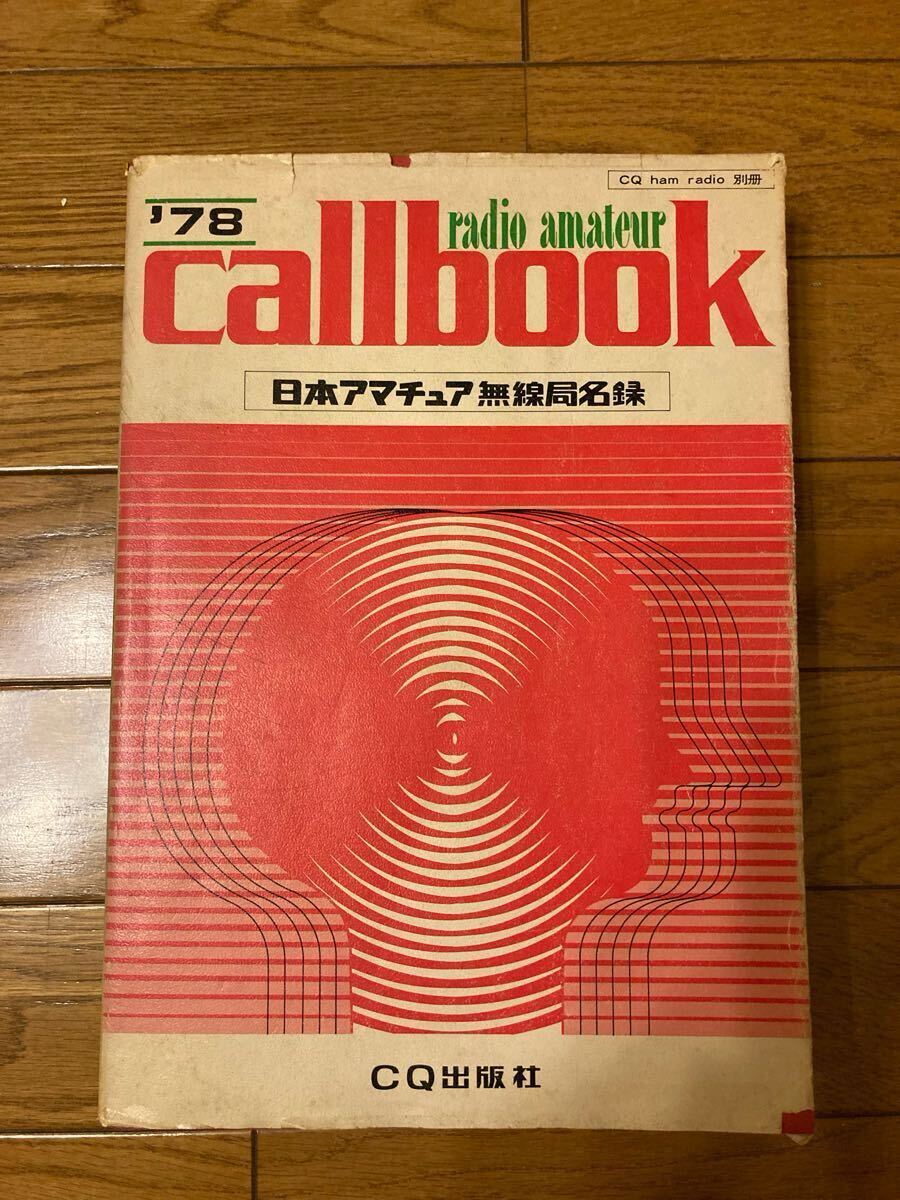 CQ ham radio 別冊
'78
radio amateur
callbook
日本アマチュア無線局名録
CQ出版社